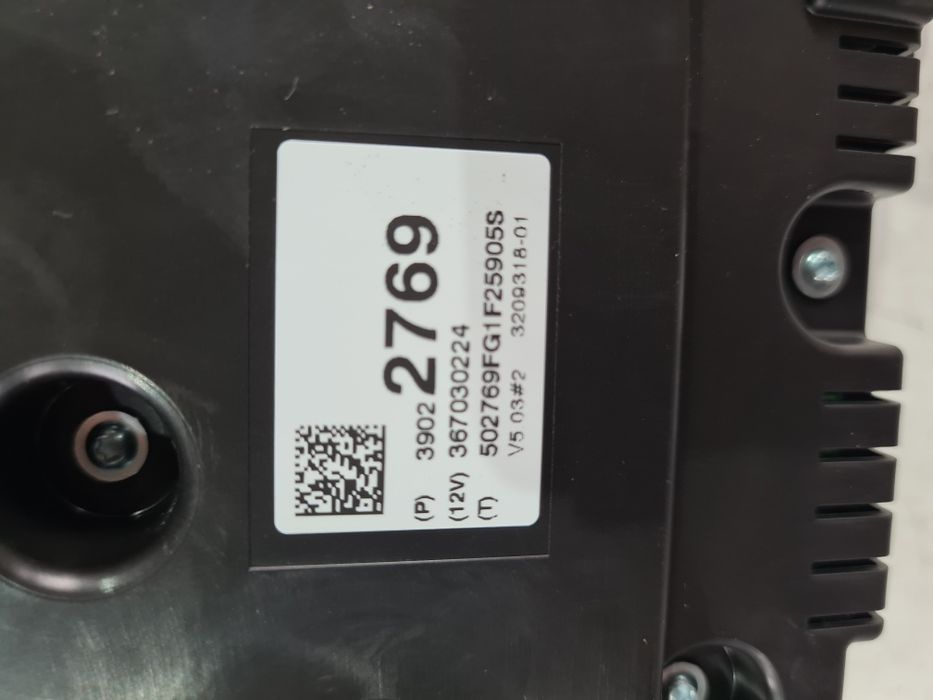 (P) 3902 2769
(12V) 367030224
(T) 502769FG1F25905S
V5.03#2 3209318-01